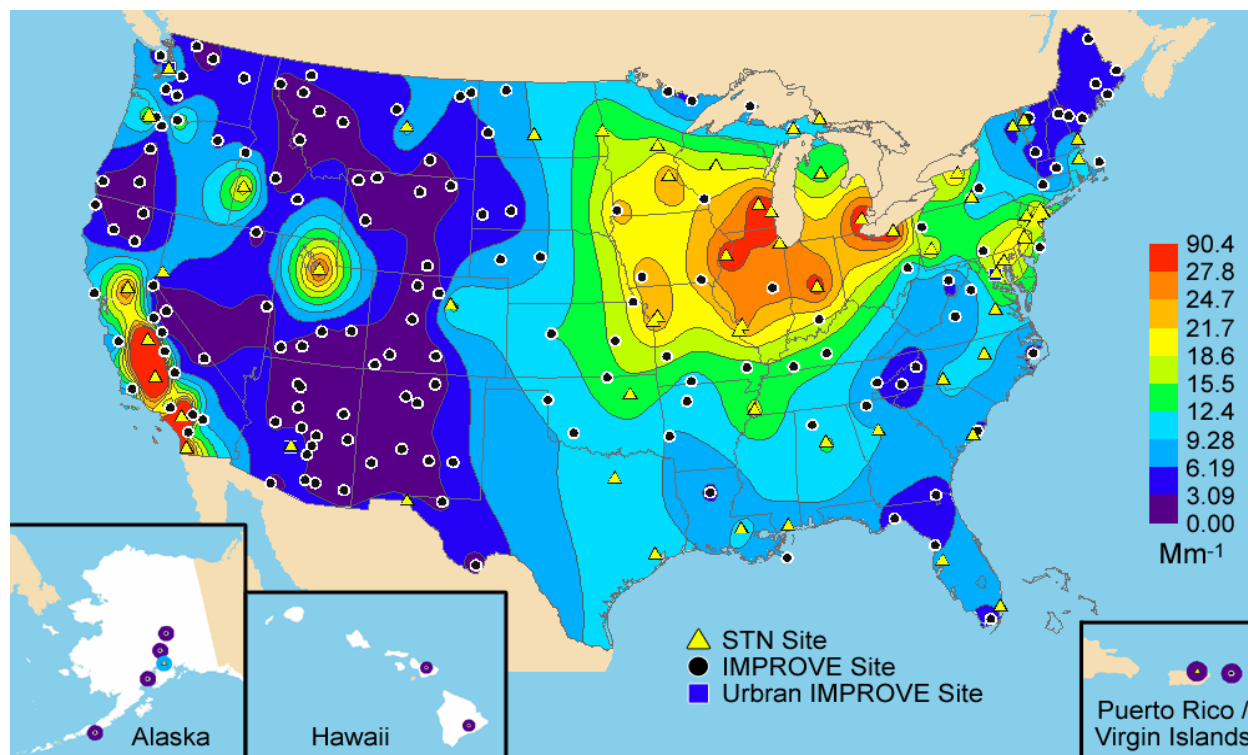 90.4
27.8
24.7
21.7
18.6
15.5
12.4
9.28
6.19
3.09
0.00
Mm-1
STN Site
IMPROVE Site
Urbran IMPROVE Site
Alaska
Hawaii
Puerto Rico /
Virgin Islands